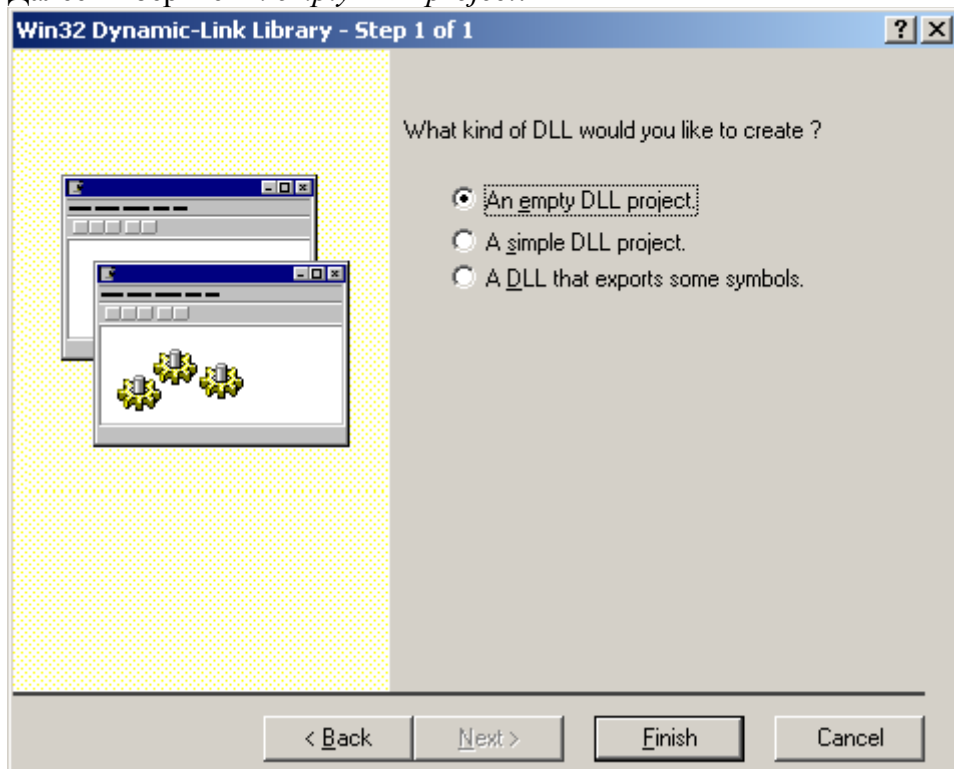 Win32 Dynamic-Link Library - Step 1 of 1
What kind of DLL would you like to create ?
An empty DLL project.
A simple DLL project.
A DLL that exports some symbols.
< Back
Next >
Finish
Cancel